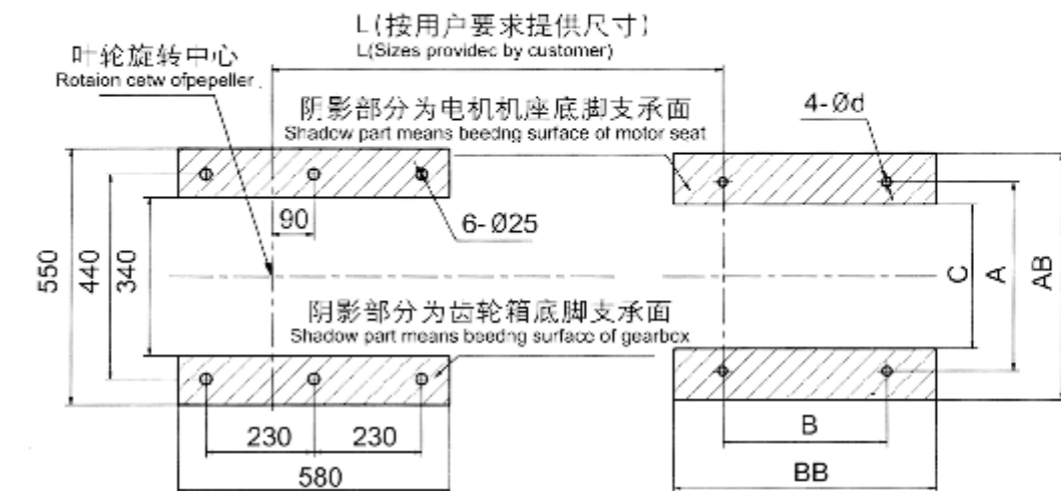 L(按用户要求提供尺寸)
L(Sizes providec by customer)
叶轮旋转中心
Rotaion cetw ofpepeller
阴影部分为电机机座底脚支承面
Shadow part means beedng surface of motor seat
4-Ød
90
6-Ø25
550
440
340
C
A
AB
阴影部分为齿轮箱底脚支承面
Shadow part means beedng surface of gearbox
230
230
580
B
BB